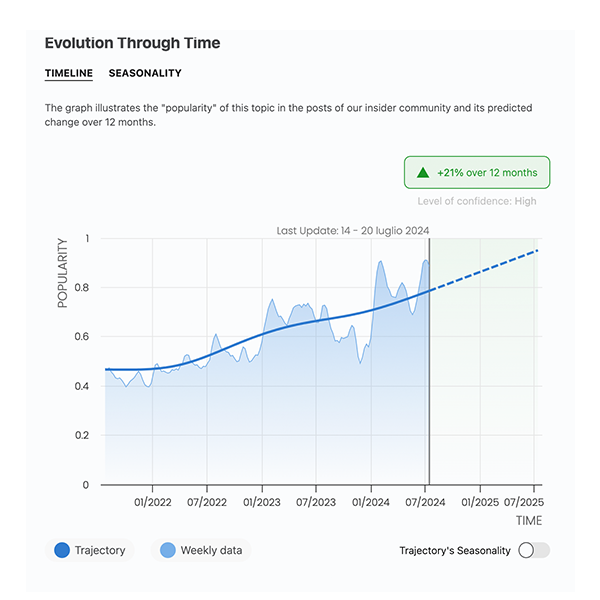 Evolution Through Time
TIMELINE SEASONALITY
The graph illustrates the "popularity" of this topic in the posts of our insider community and its predicted
change over 12 months.
+21% over 12 months
Level of confidence: High
Last Update: 14 - 20 luglio 2024
POPULARITY
1
0.8
0.6
0.4
0.2
0
01/2022 07/2022 01/2023 07/2023 01/2024 07/2024 01/2025 07/2025
TIME
Trajectory Weekly data Trajectory's Seasonality